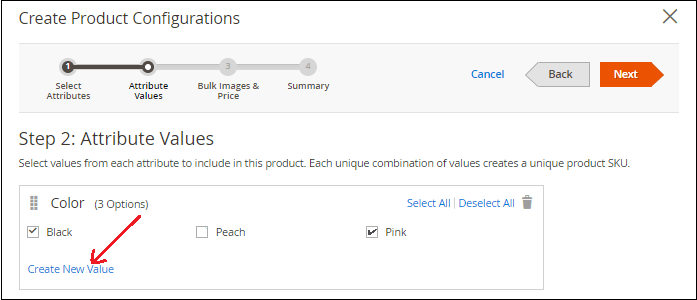 Create Product Configurations
1 2 3 4
Select Attributes Attribute Values Bulk Images & Price Summary
Cancel Back Next
Step 2: Attribute Values
Select values from each attribute to include in this product. Each unique combination of values creates a unique product SKU.
Color (3 Options) Select All | Deselect All
Black Peach Pink
Create New Value